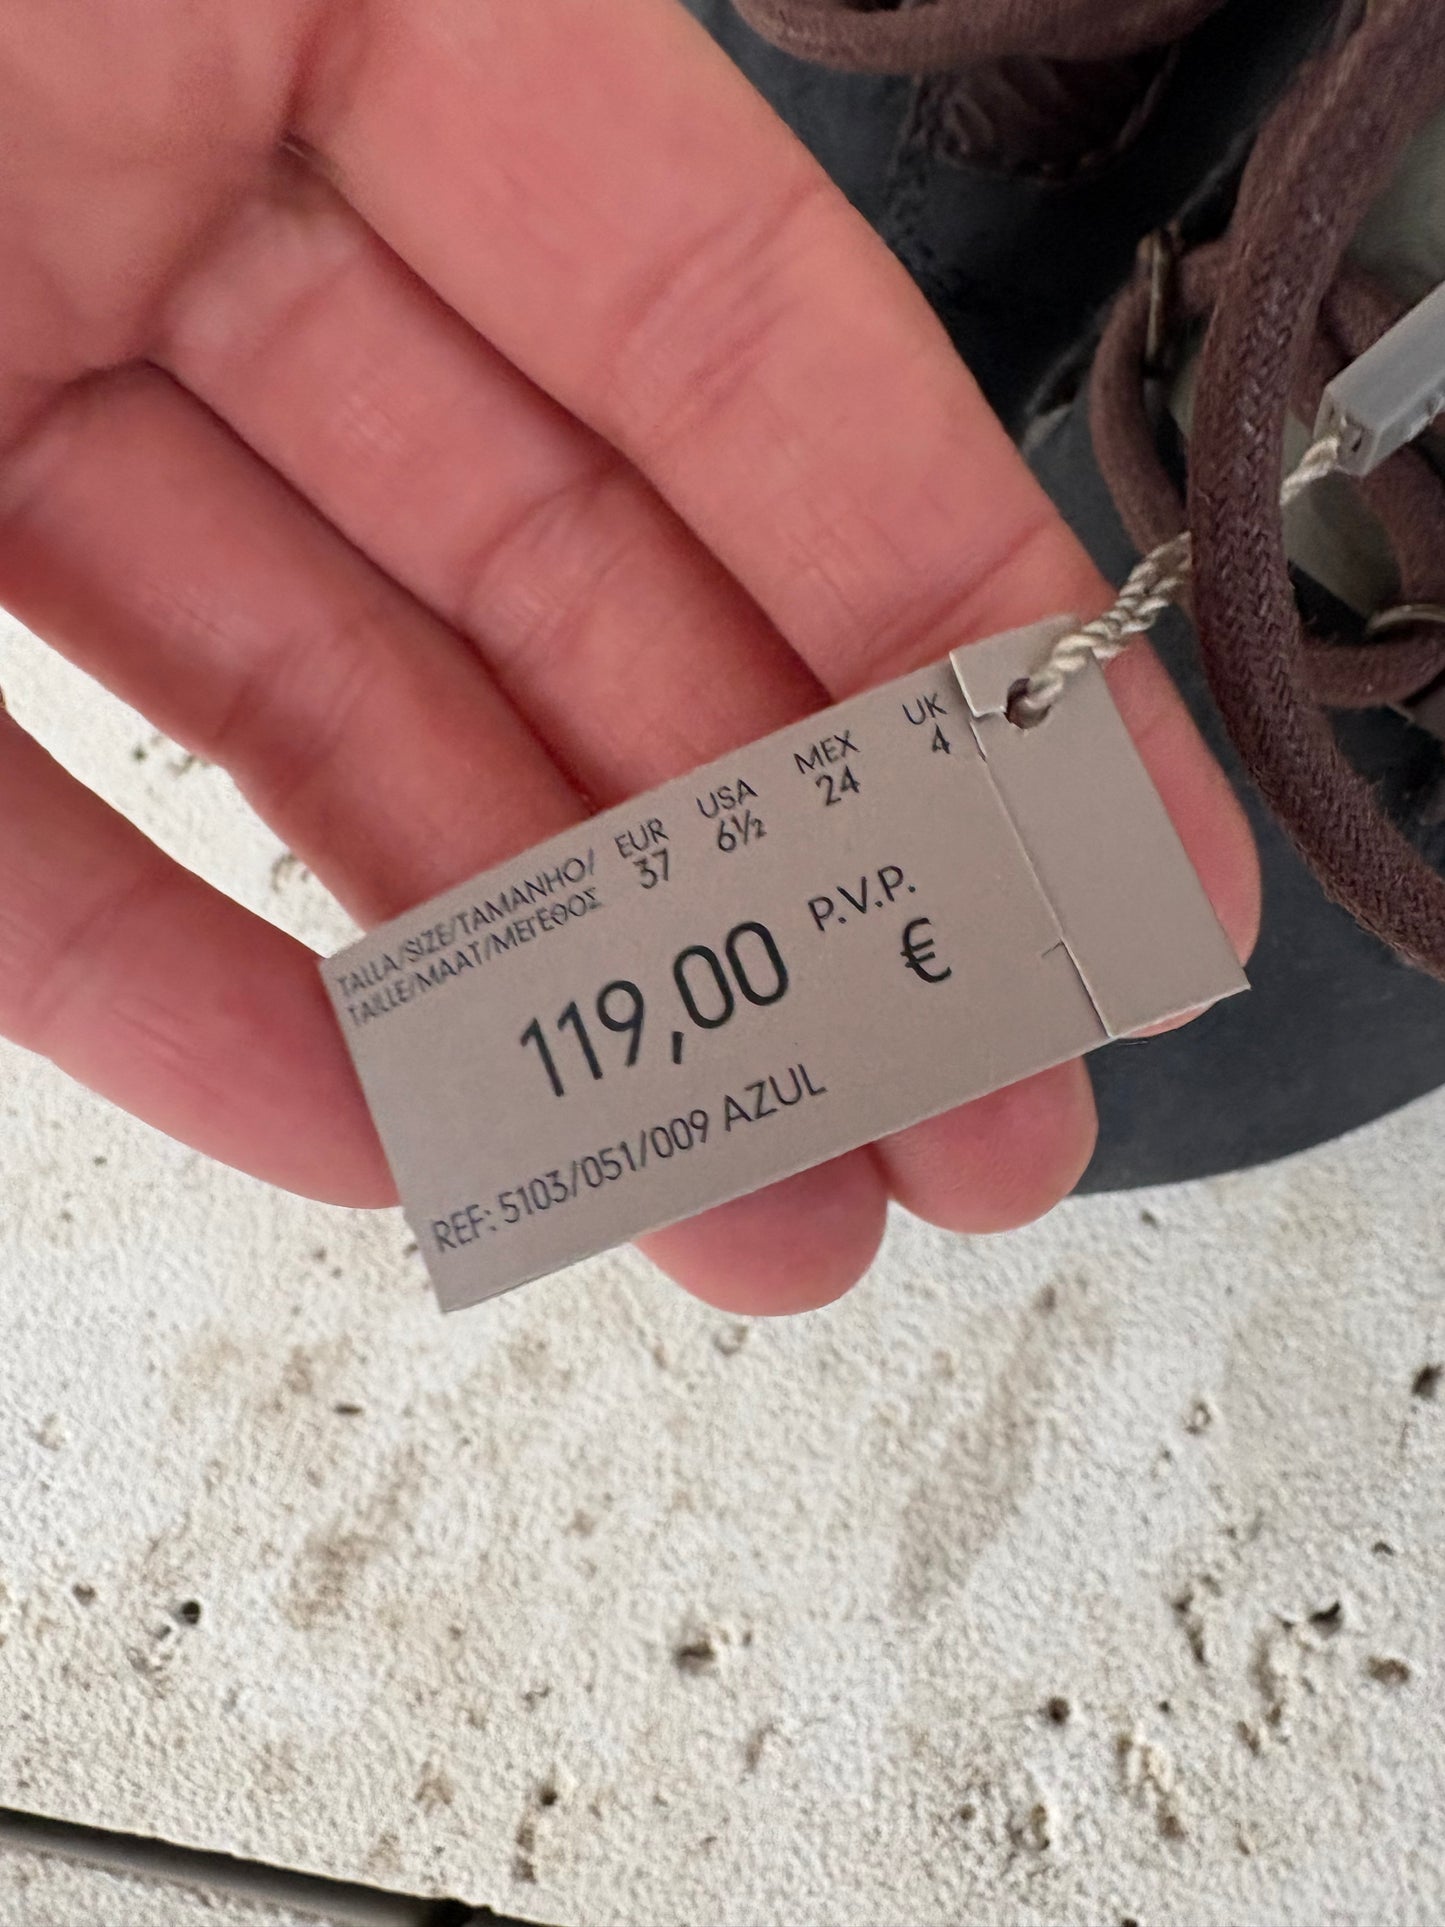 TALLA/SIZE/TAMANHO/ EUR USA MEX UK
TAILLE/MAAT/ΜΕΓΕΘΟΣ 37 6½ 24 4
119,00 P.V.P. €
REF: 5103/051/009 AZUL